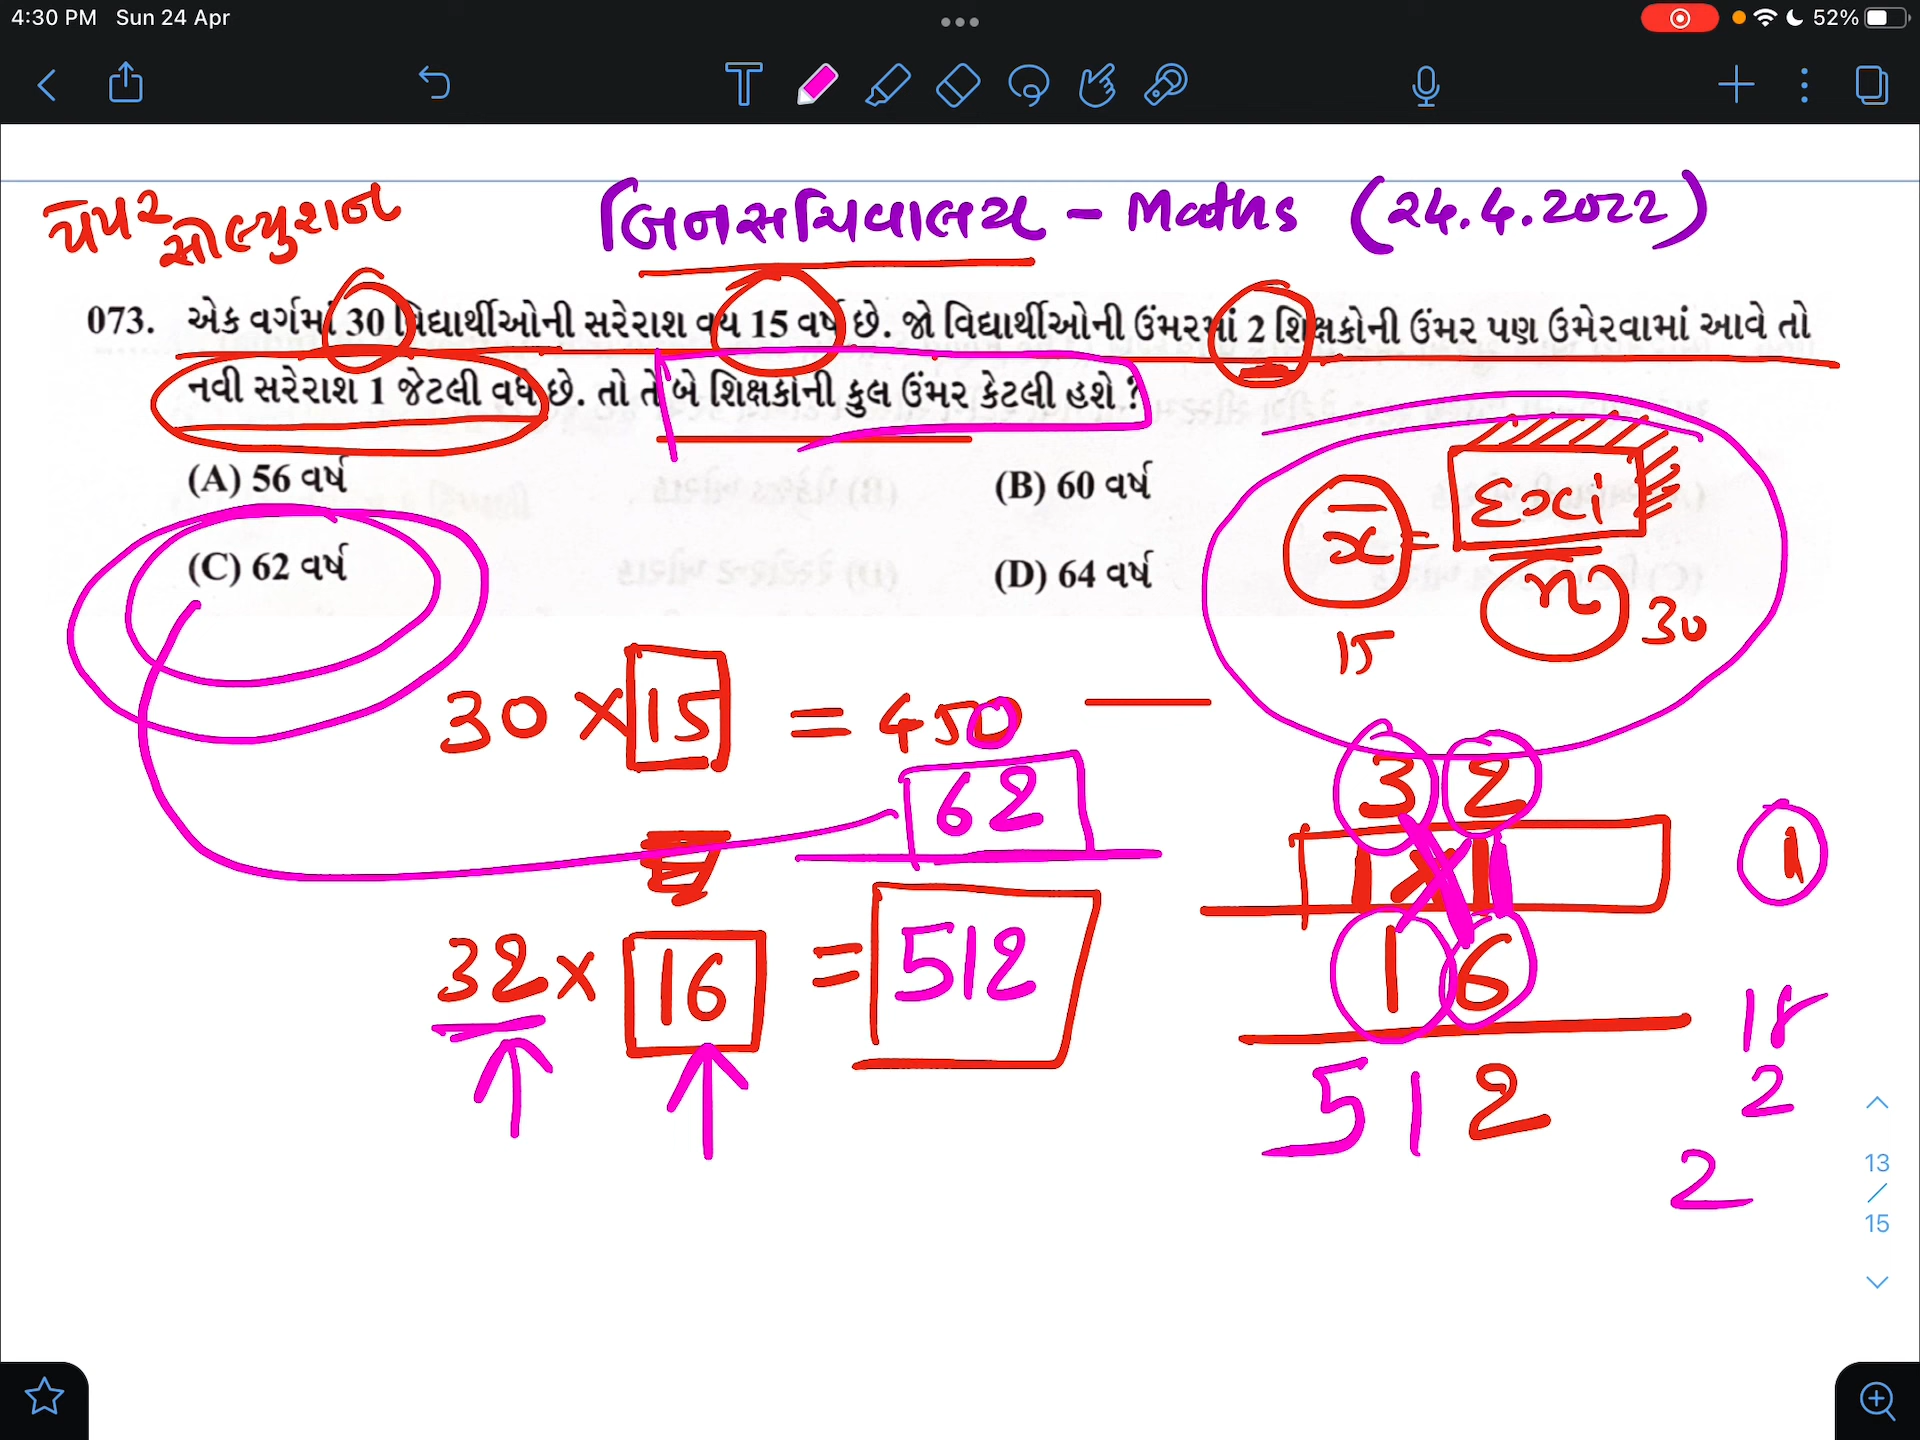 4:30 PM Sun 24 Apr
52%
પેપર સોલ્યુશન
બિનસચિવાલય - Maths (24.4.2022)
073. એક વર્ગમાં 30 વિદ્યાર્થીઓની સરેરાશ વય 15 વર્ષ છે. જો વિદ્યાર્થીઓની ઉંમરમાં 2 શિક્ષકોની ઉંમર પણ ઉમેરવામાં આવે તો
નવી સરેરાશ 1 જેટલી વધે છે. તો તે બે શિક્ષકોની કુલ ઉંમર કેટલી હશે ?
(A) 56 વર્ષ (B) 60 વર્ષ
(C) 62 વર્ષ (D) 64 વર્ષ
x̄ = Σxi / n
15 30
30 × 15 = 450
62
32 × 16 = 512
32
1
16
512
18
2
2
13
/
15